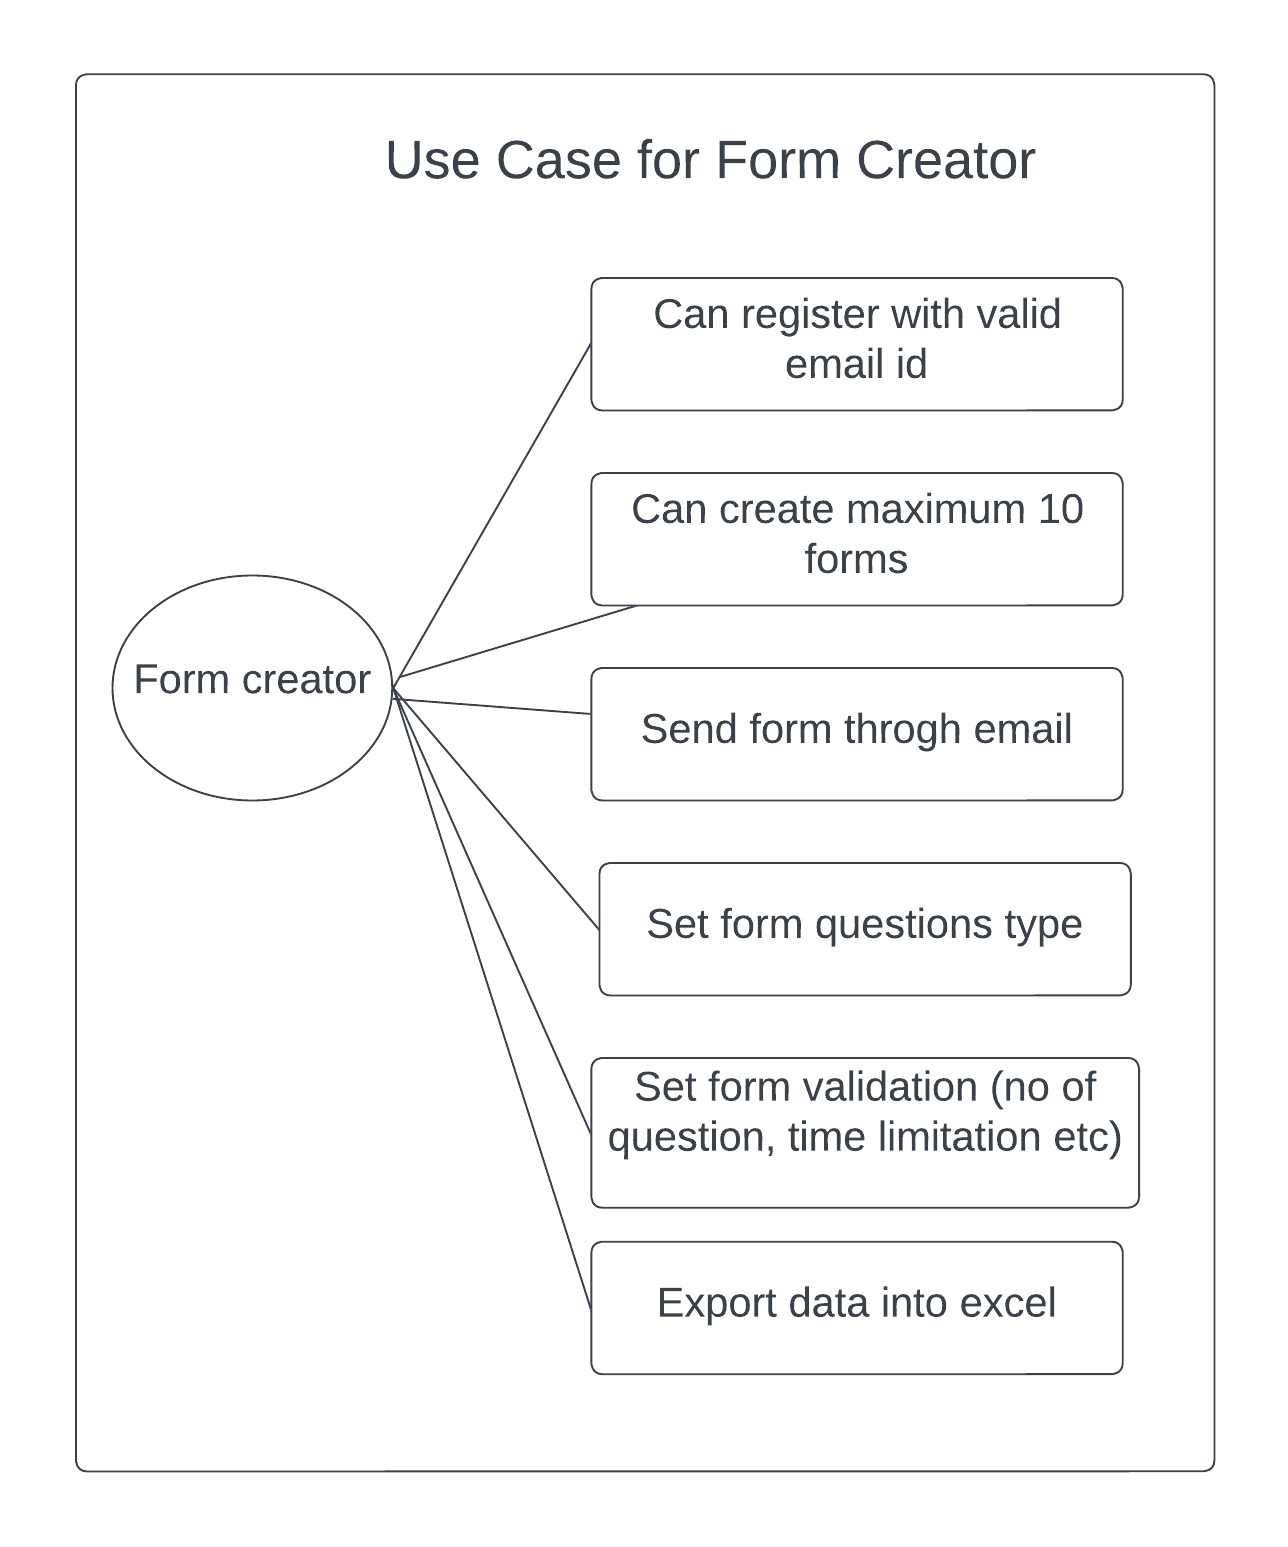 Use Case for Form Creator
Can register with valid
email id
Can create maximum 10
forms
Form creator
Send form throgh email
Set form questions type
Set form validation (no of
question, time limitation etc)
Export data into excel